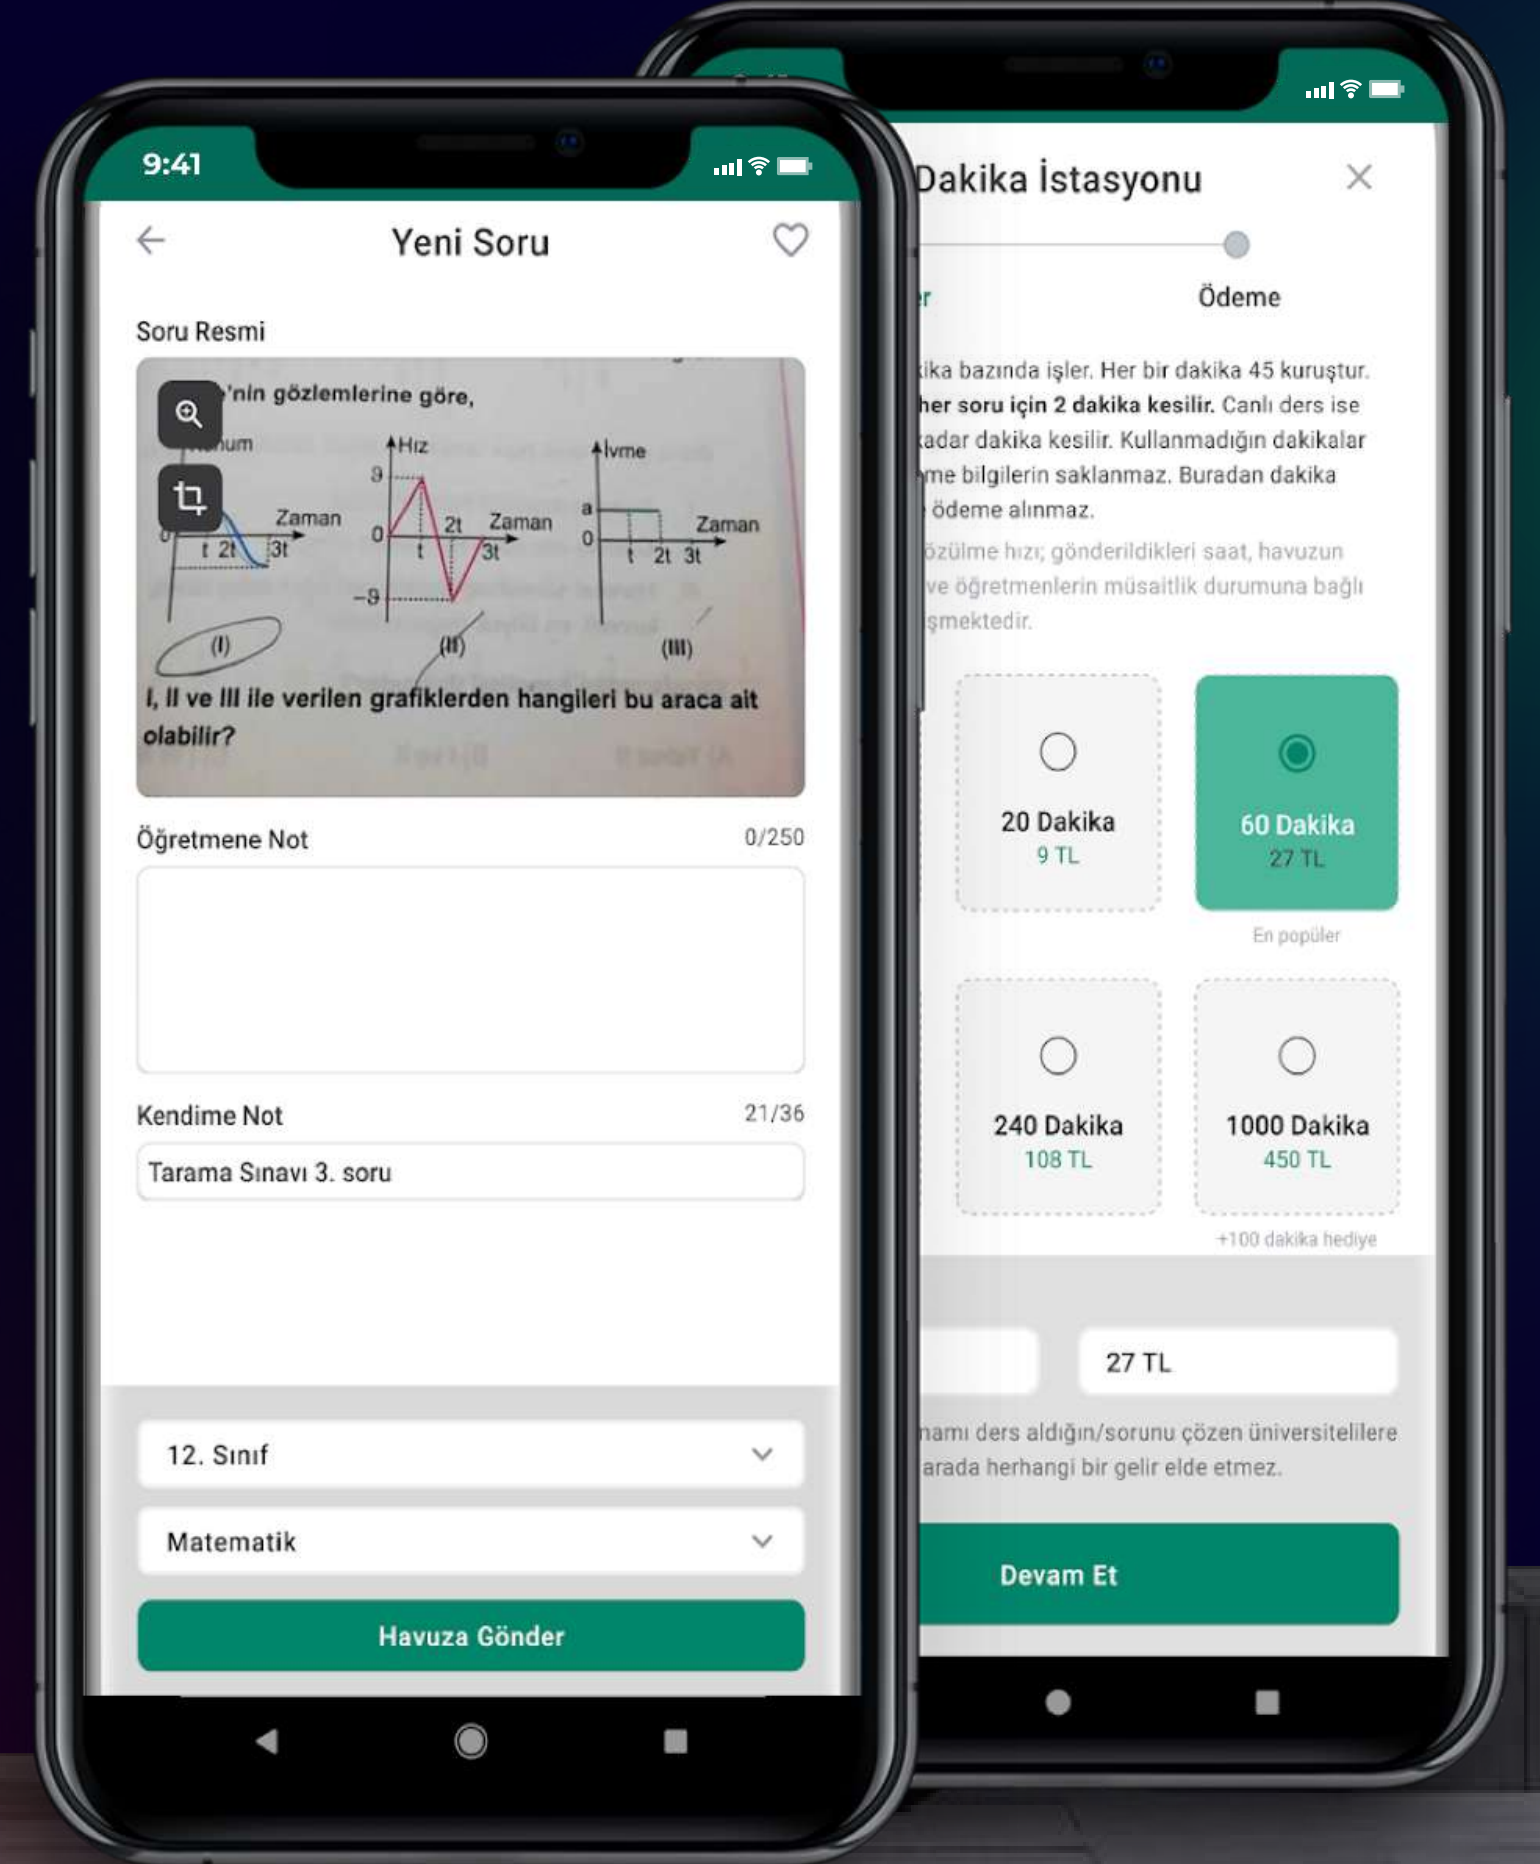 9:41
Yeni Soru
Soru Resmi
'nin gözlemlerine göre,
Hız
İvme
9
a
Zaman
2t
Zaman
Zaman
0
0
0
t 2t 3t
t
3t
t 2t 3t
-9
(I)
(II)
(III)
I, II ve III ile verilen grafiklerden hangileri bu araca ait
olabilir?
Öğretmene Not
0/250
Kendime Not
21/36
Tarama Sınavı 3. soru
12. Sınıf
Matematik
Havuza Gönder
Dakika İstasyonu
Ödeme
bazında işler. Her bir dakika 45 kuruştur.
her soru için 2 dakika kesilir. Canlı ders ise
dakika kesilir. Kullanmadığın dakikalar
bilgilerin saklanmaz. Buradan dakika
ödeme alınmaz.
hızı; gönderildikleri saat, havuzun
ve öğretmenlerin müsaitlik durumuna bağlı
20 Dakika
9 TL
60 Dakika
27 TL
En popüler
240 Dakika
108 TL
1000 Dakika
450 TL
+100 dakika hediye
27 TL
ders aldığın/sorunu çözen üniversitelilere
arada herhangi bir gelir elde etmez.
Devam Et